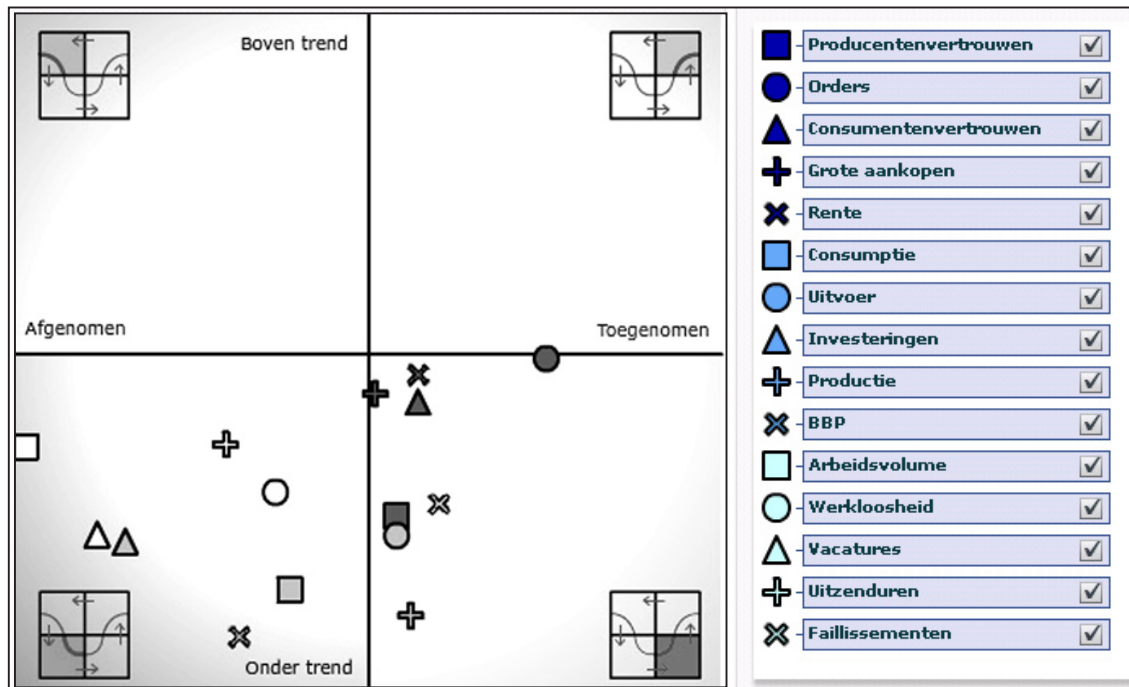 Boven trend
Afgenomen
Toegenomen
Onder trend
Producentenvertrouwen
Orders
Consumentenvertrouwen
Grote aankopen
Rente
Consumptie
Uitvoer
Investeringen
Productie
BBP
Arbeidsvolume
Werkloosheid
Vacatures
Uitzenduren
Faillissementen